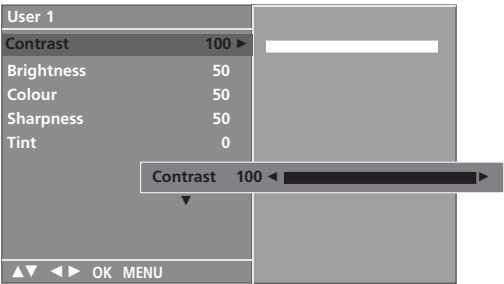 User 1
Contrast 100 ►
Brightness 50
Colour 50
Sharpness 50
Tint 0
Contrast 100 ◄ ►
▼
▲▼ ◄► OK MENU